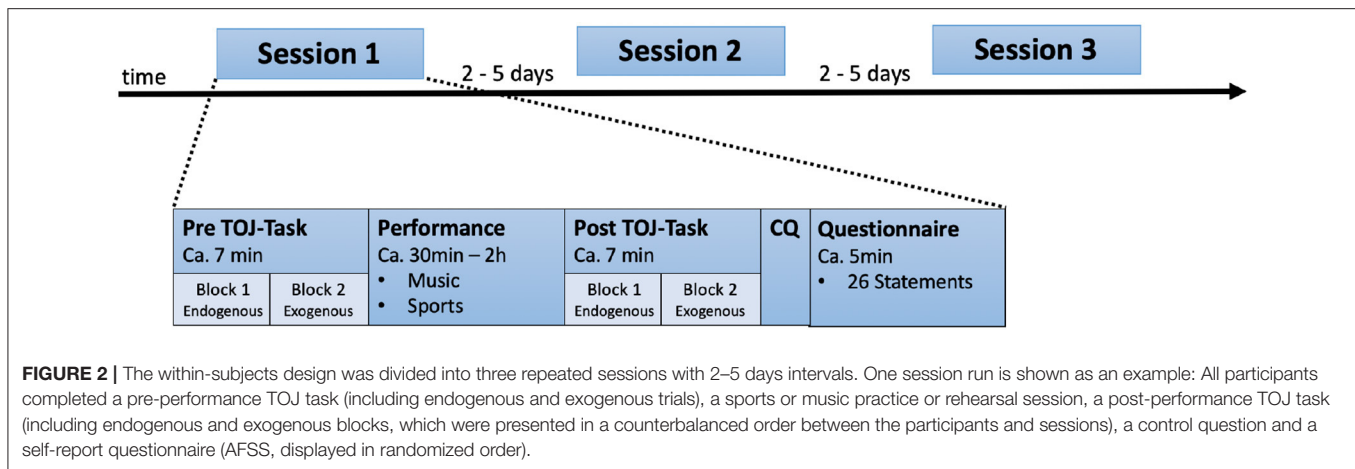 Session 1
Session 2
Session 3
time
2 - 5 days
2 - 5 days
Pre TOJ-Task
Ca. 7 min
Block 1
Endogenous
Block 2
Exogenous
Performance
Ca. 30min – 2h
• Music
• Sports
Post TOJ-Task
Ca. 7 min
Block 1
Endogenous
Block 2
Exogenous
CQ
Questionnaire
Ca. 5min
• 26 Statements
FIGURE 2 | The within-subjects design was divided into three repeated sessions with 2–5 days intervals. One session run is shown as an example: All participants
completed a pre-performance TOJ task (including endogenous and exogenous trials), a sports or music practice or rehearsal session, a post-performance TOJ task
(including endogenous and exogenous blocks, which were presented in a counterbalanced order between the participants and sessions), a control question and a
self-report questionnaire (AFSS, displayed in randomized order).